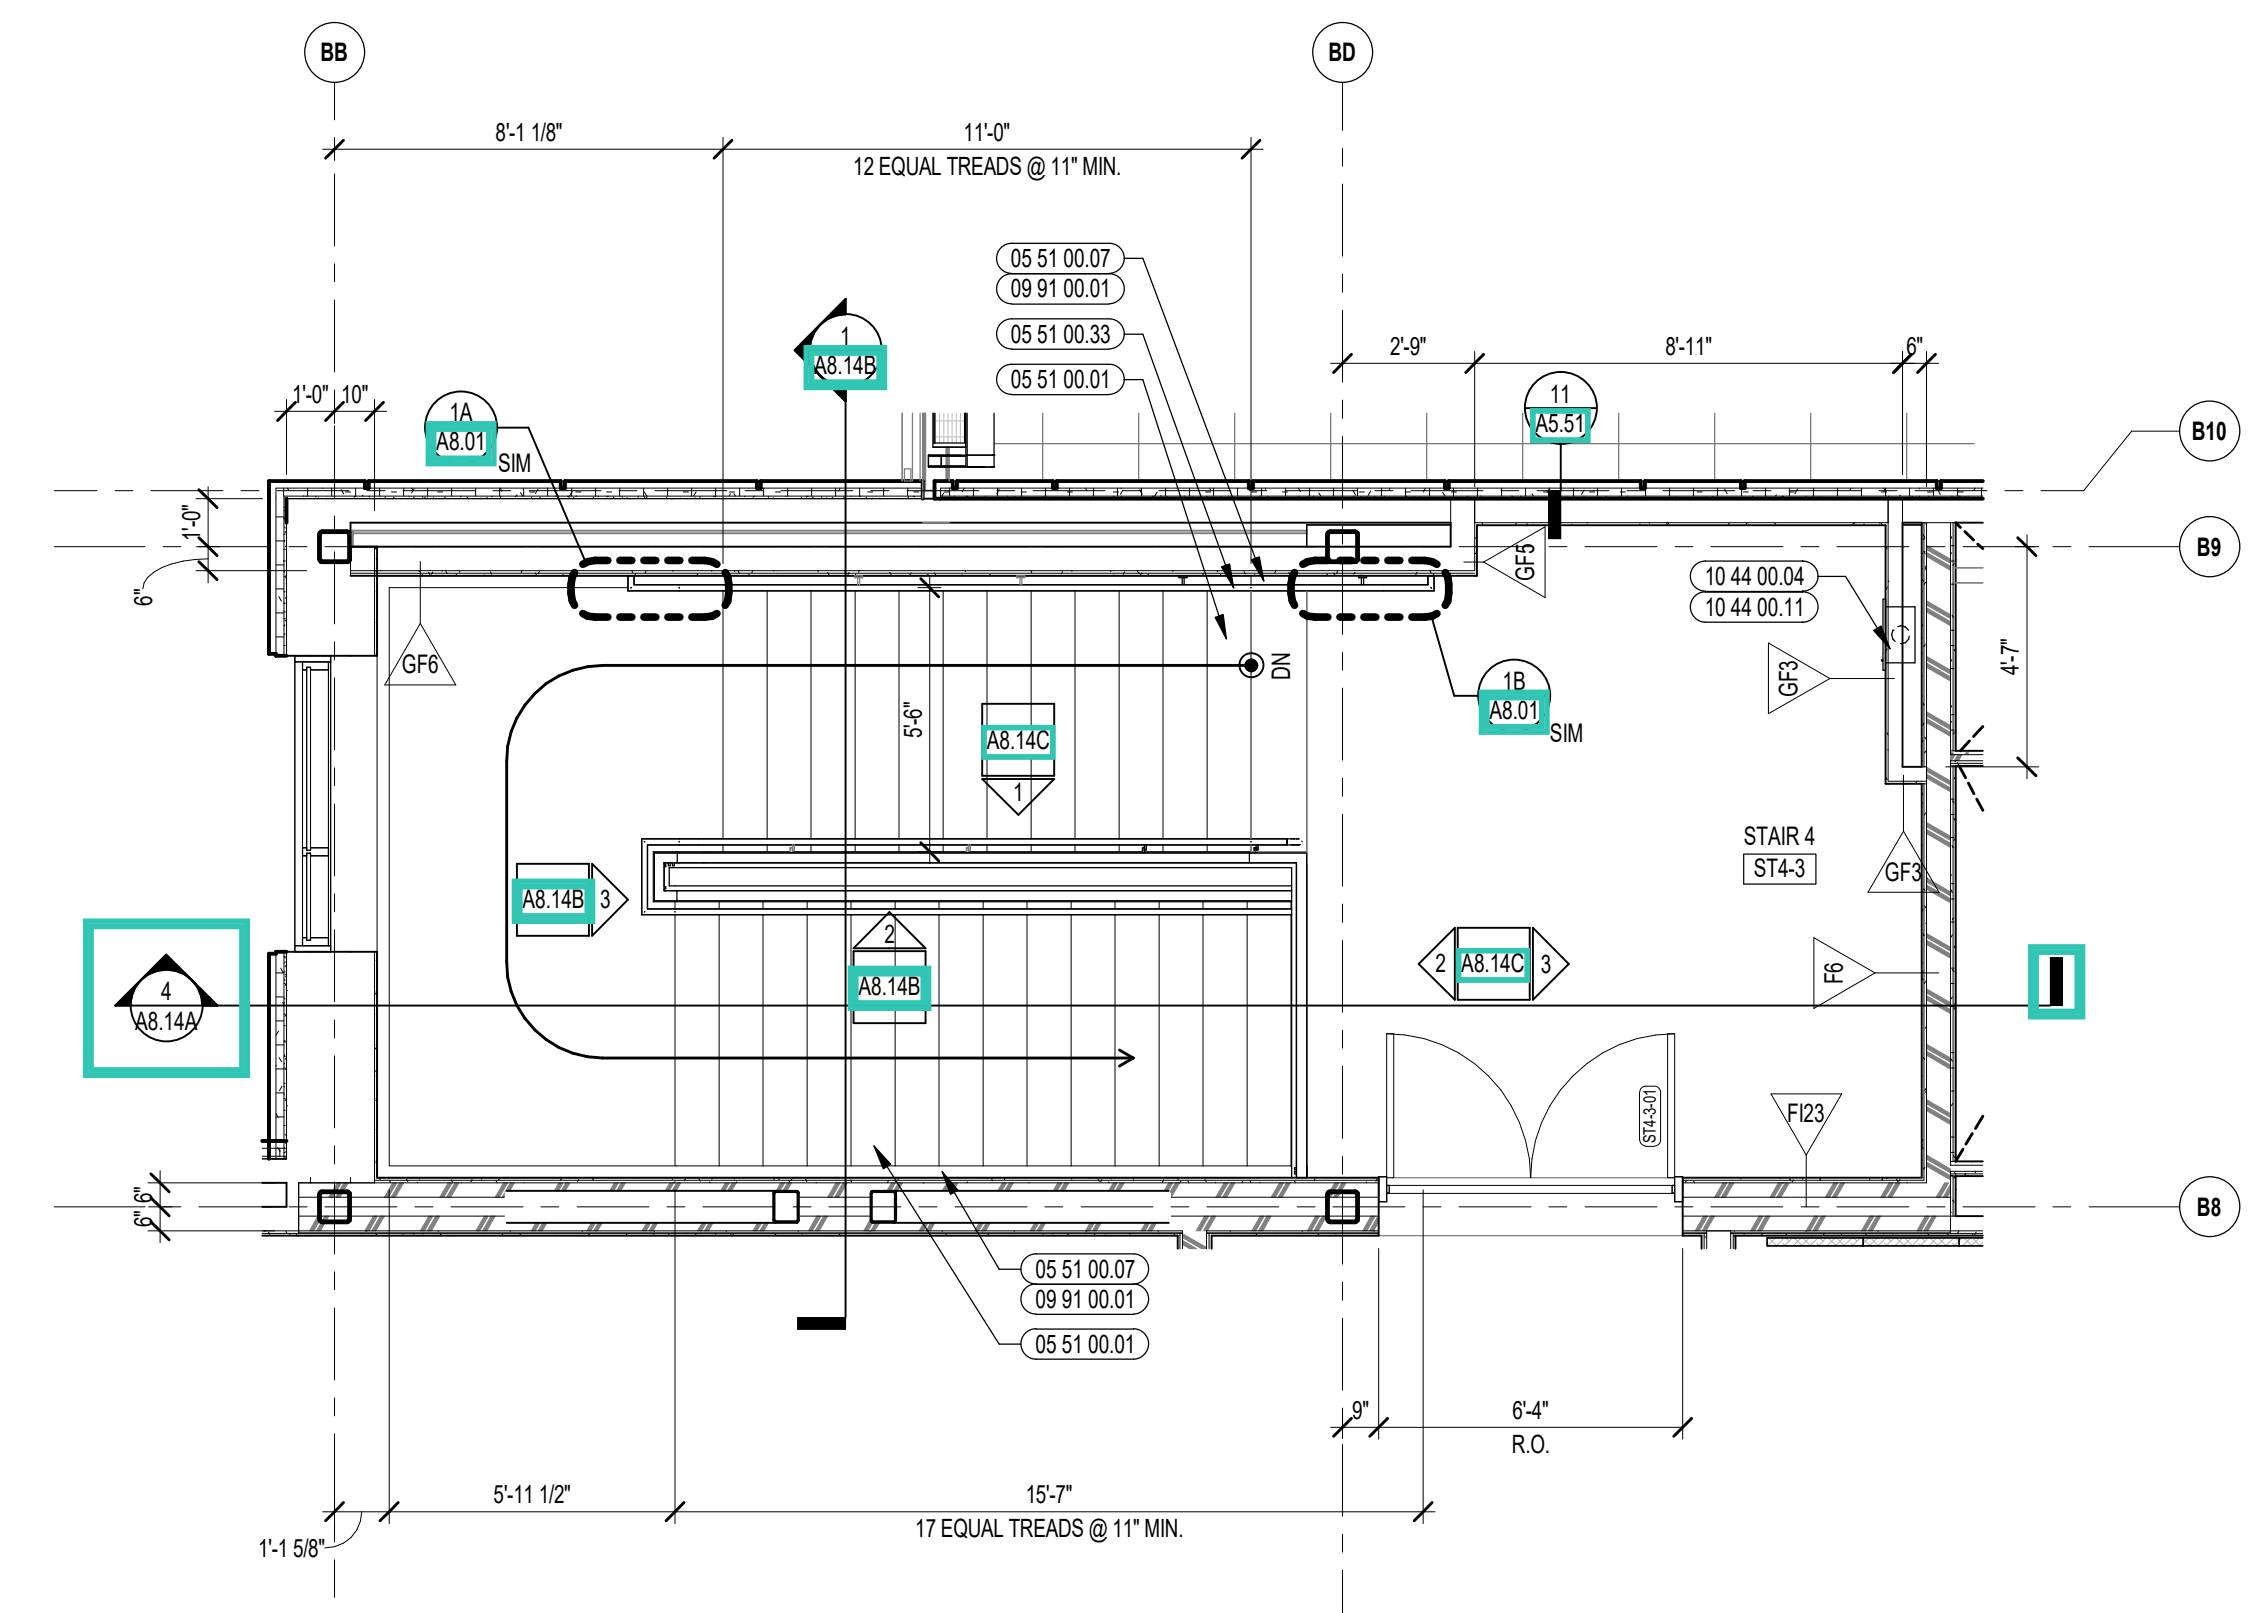 BB
BD
8'-1 1/8"
11'-0"
12 EQUAL TREADS @ 11" MIN.
05 51 00.07
09 91 00.01
05 51 00.33
05 51 00.01
1
A8.14B
2'-9"
8'-11"
6"
1'-0"
10"
1A
A8.01
SIM
11
A5.51
B10
1'-0"
B9
6"
GF5
10 44 00.04
10 44 00.11
GF6
DN
GF3
4'-7"
1B
A8.01
SIM
5'-6"
A8.14C
1
STAIR 4
ST4-3
GF3
A8.14B
3
2
A8.14B
2
A8.14C
3
F6
4
A8.14A
ST4-3-01
FI23
6"
6"
B8
05 51 00.07
09 91 00.01
05 51 00.01
9"
6'-4"
R.O.
5'-11 1/2"
15'-7"
17 EQUAL TREADS @ 11" MIN.
1'-1 5/8"